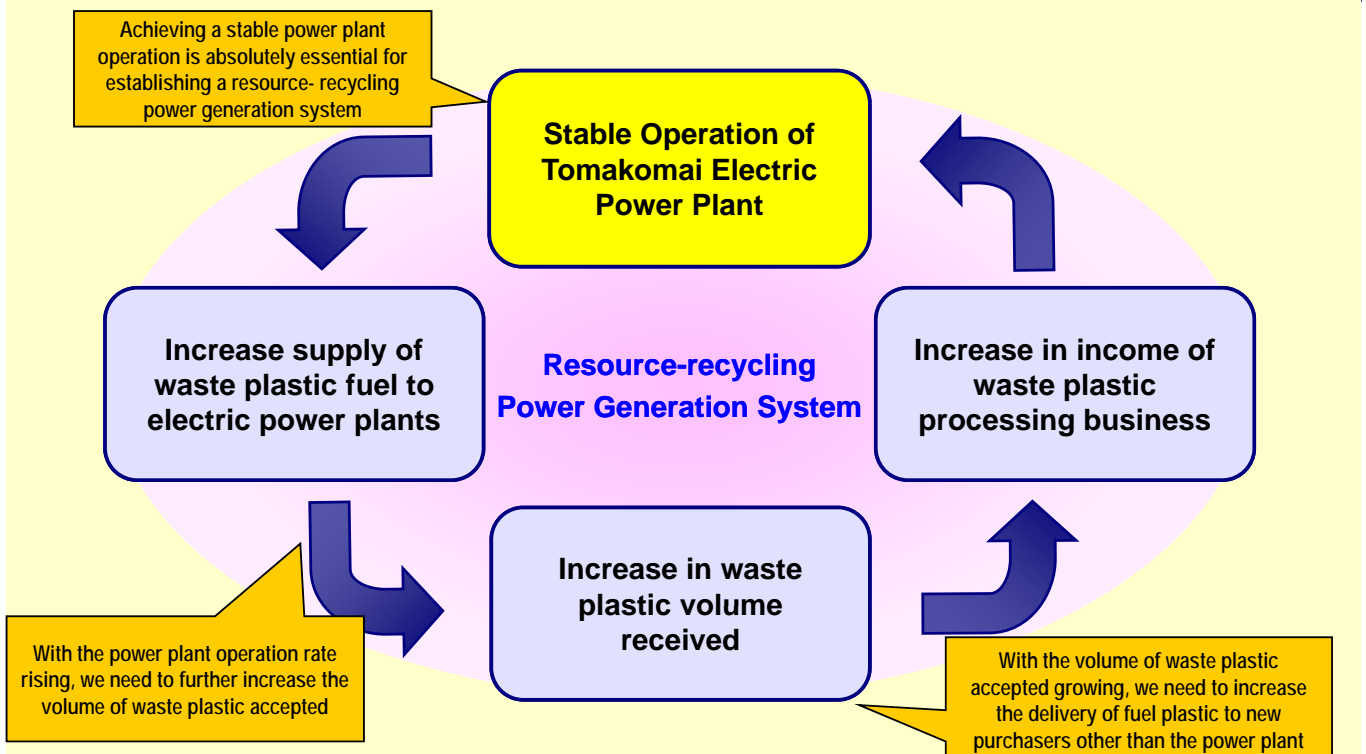 Achieving a stable power plant
operation is absolutely essential for
establishing a resource- recycling
power generation system
Stable Operation of
Tomakomai Electric
Power Plant
Increase supply of
waste plastic fuel to
electric power plants
Resource-recycling
Power Generation System
Increase in income of
waste plastic
processing business
Increase in waste
plastic volume
received
With the power plant operation rate
rising, we need to further increase the
volume of waste plastic accepted
With the volume of waste plastic
accepted growing, we need to increase
the delivery of fuel plastic to new
purchasers other than the power plant